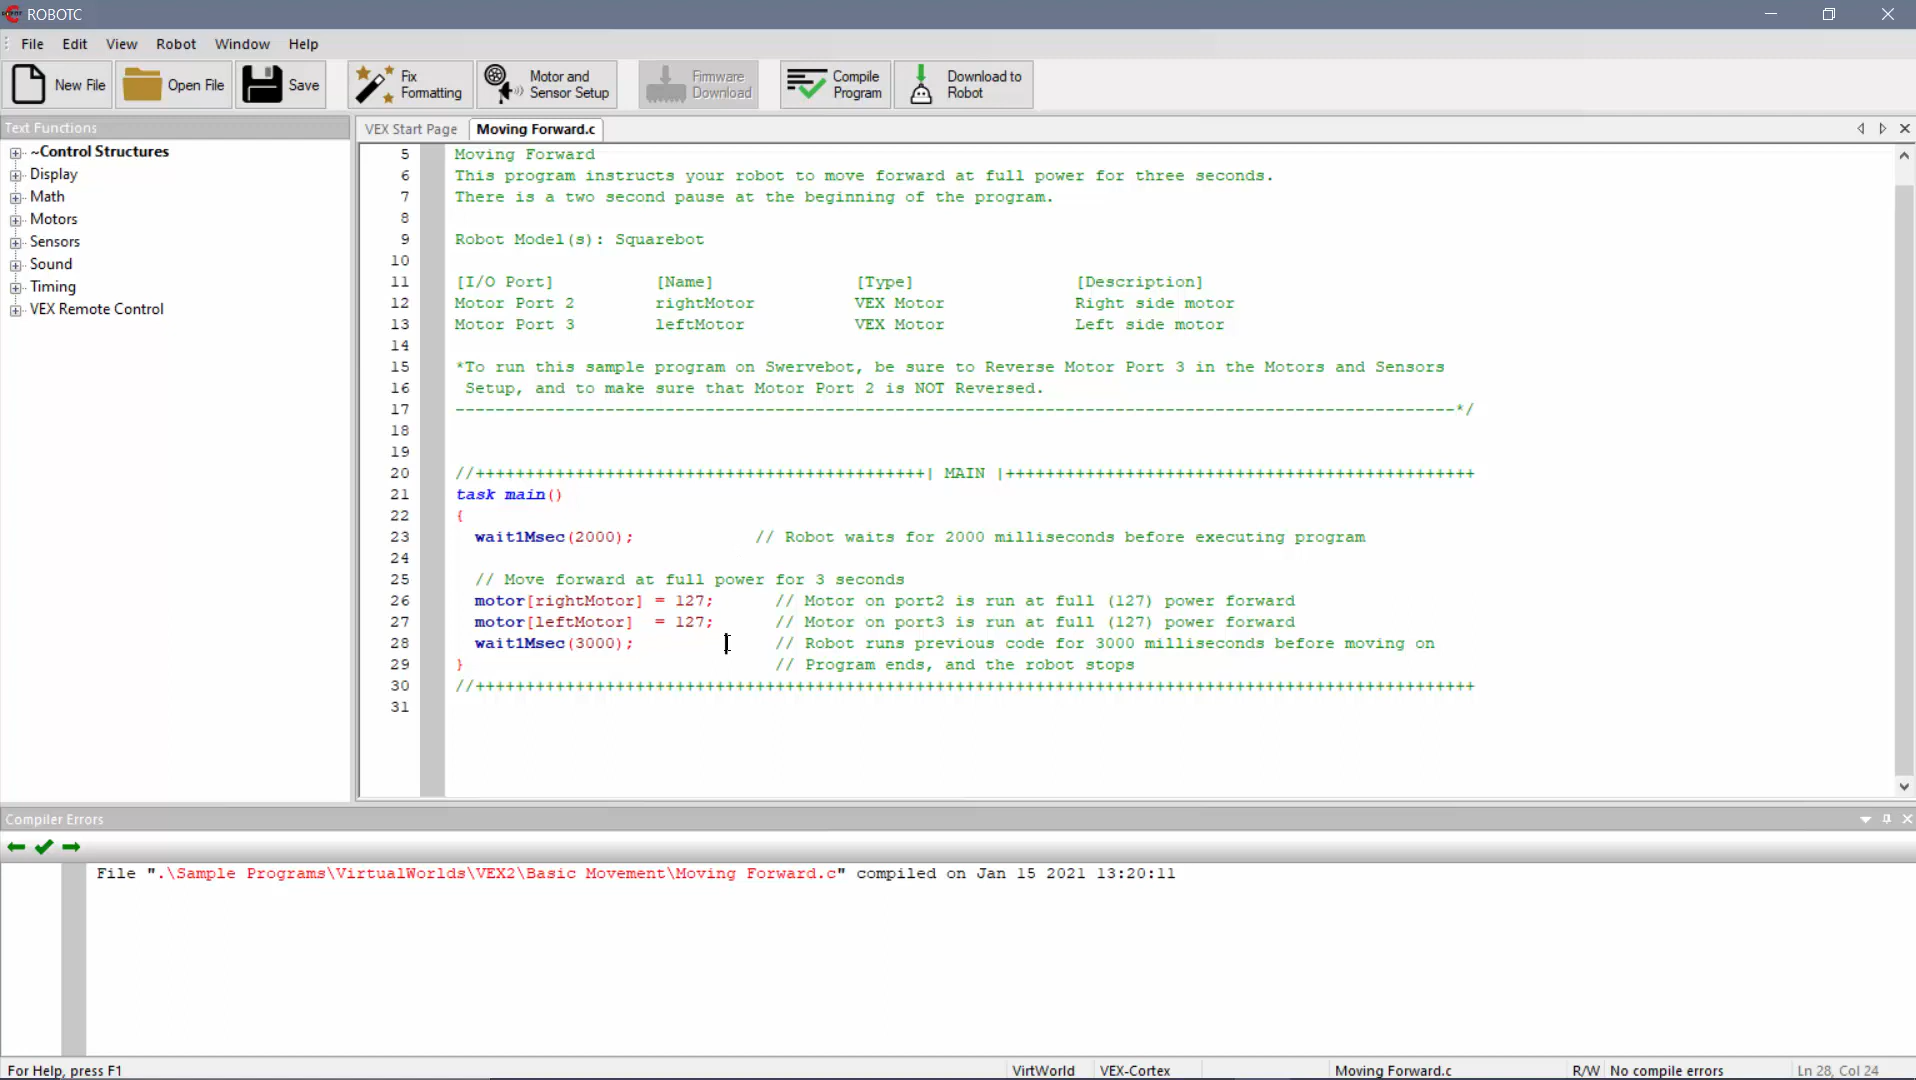 ROBOTC
File Edit View Robot Window Help
New File Open File Save Fix Formatting Motor and Sensor Setup Firmware Download Compile Program Download to Robot
Text Functions
~Control Structures
Display
Math
Motors
Sensors
Sound
Timing
VEX Remote Control
VEX Start Page Moving Forward.c
5 Moving Forward
6 This program instructs your robot to move forward at full power for three seconds.
7 There is a two second pause at the beginning of the program.
8
9 Robot Model(s): Squarebot
10
11 [I/O Port] [Name] [Type] [Description]
12 Motor Port 2 rightMotor VEX Motor Right side motor
13 Motor Port 3 leftMotor VEX Motor Left side motor
14
15 *To run this sample program on Swervebot, be sure to Reverse Motor Port 3 in the Motors and Sensors
16 Setup, and to make sure that Motor Port 2 is NOT Reversed.
17 ----------------------------------------------------------------------------------------------------*/
18
19
20 //+++++++++++++++++++++++++++++++++++++++++++++| MAIN |+++++++++++++++++++++++++++++++++++++++++++++++
21 task main()
22 {
23 wait1Msec(2000); // Robot waits for 2000 milliseconds before executing program
24
25 // Move forward at full power for 3 seconds
26 motor[rightMotor] = 127; // Motor on port2 is run at full (127) power forward
27 motor[leftMotor] = 127; // Motor on port3 is run at full (127) power forward
28 wait1Msec(3000); // Robot runs previous code for 3000 milliseconds before moving on
29 } // Program ends, and the robot stops
30 //++++++++++++++++++++++++++++++++++++++++++++++++++++++++++++++++++++++++++++++++++++++++++++++++++++
31
Compiler Errors
File ".\Sample Programs\VirtualWorlds\VEX2\Basic Movement\Moving Forward.c" compiled on Jan 15 2021 13:20:11
For Help, press F1 VirtWorld VEX-Cortex Moving Forward.c R/W No compile errors Ln 28, Col 24